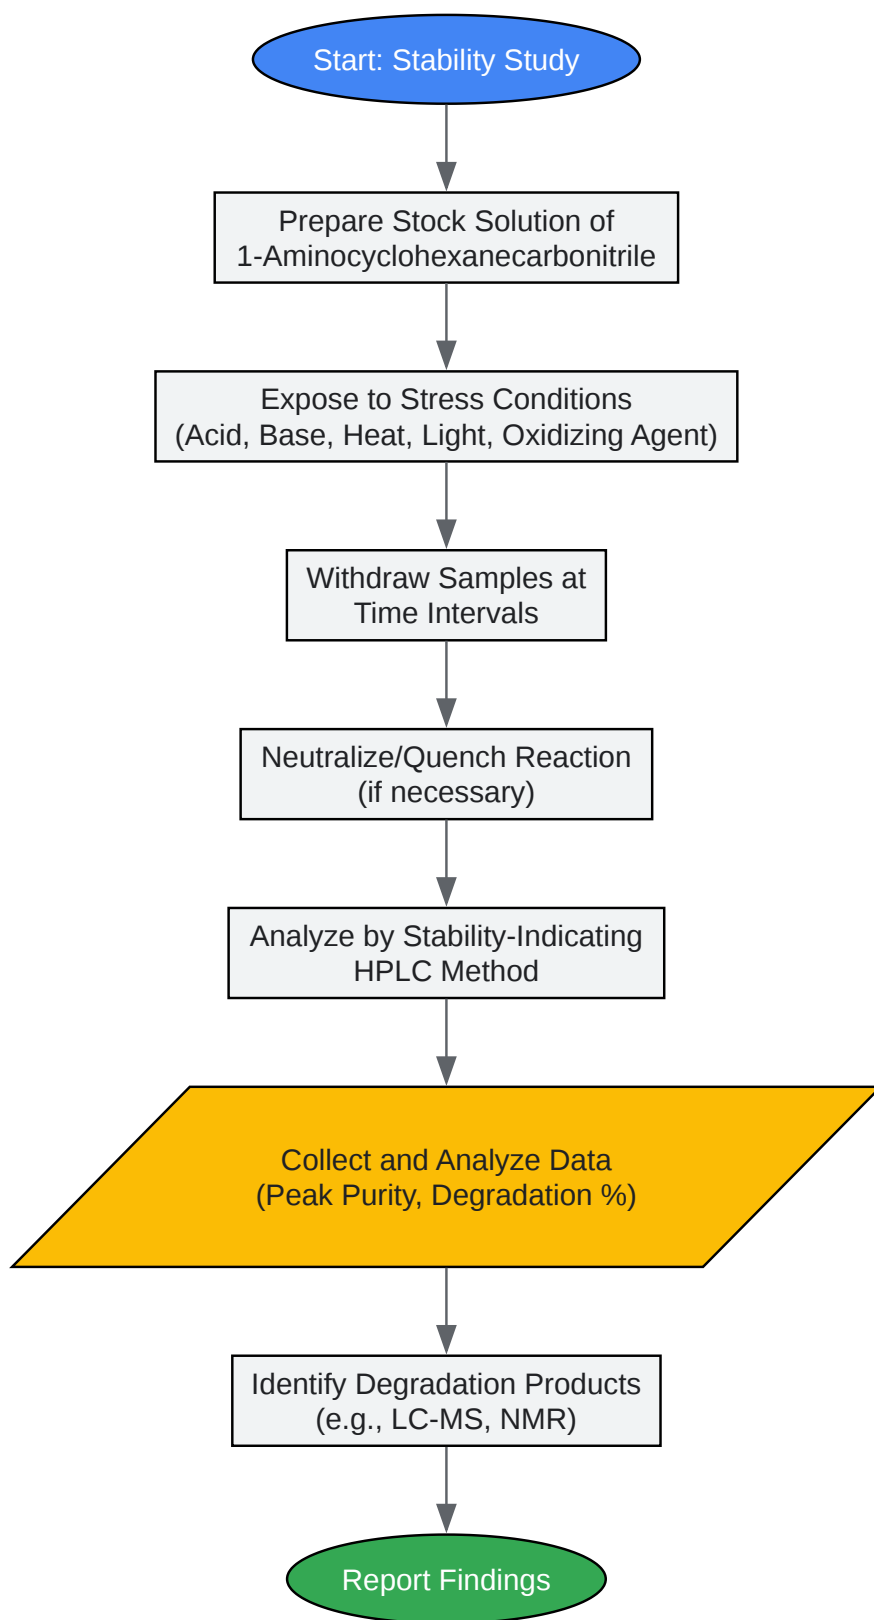 Start: Stability Study
Prepare Stock Solution of
1-Aminocyclohexanecarbonitrile
Expose to Stress Conditions
(Acid, Base, Heat, Light, Oxidizing Agent)
Withdraw Samples at
Time Intervals
Neutralize/Quench Reaction
(if necessary)
Analyze by Stability-Indicating
HPLC Method
Collect and Analyze Data
(Peak Purity, Degradation %)
Identify Degradation Products
(e.g., LC-MS, NMR)
Report Findings